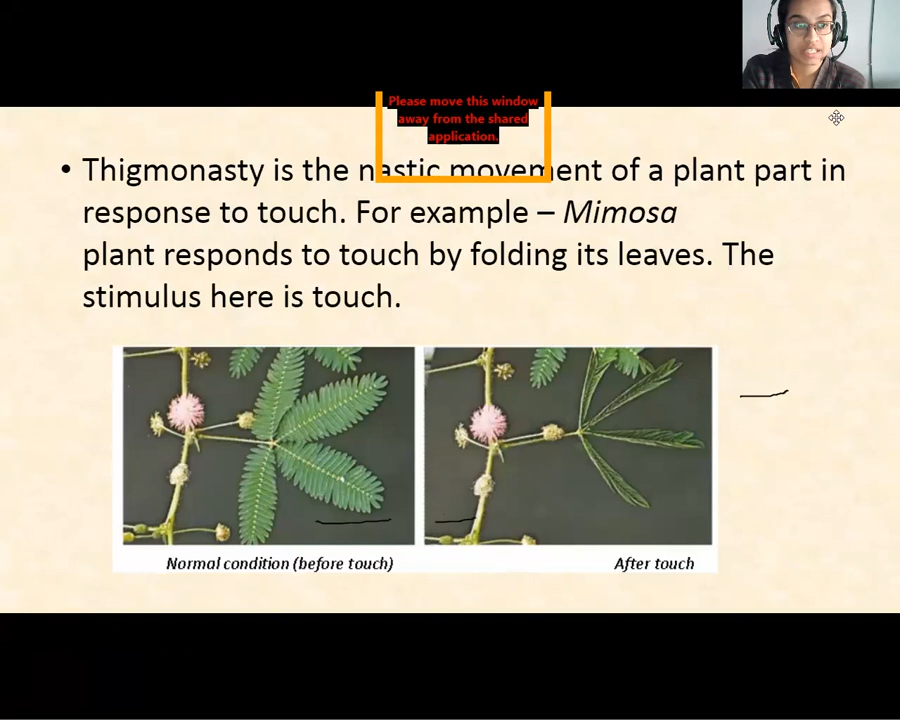 Please move this window
away from the shared
application.
• Thigmonasty is the nastic movement of a plant part in
response to touch. For example – Mimosa
plant responds to touch by folding its leaves. The
stimulus here is touch.
Normal condition (before touch)
After touch